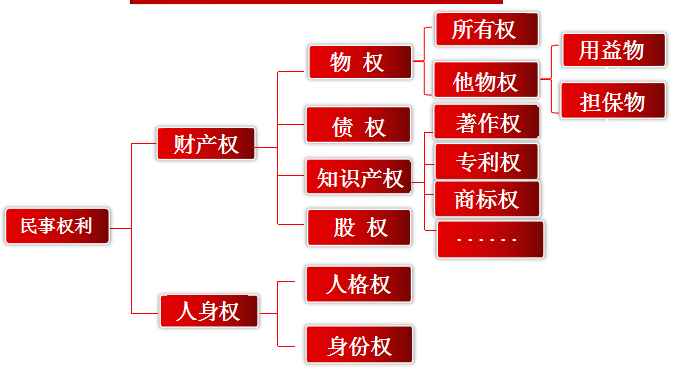 民事权利
财产权
物 权
所有权
他物权
用益物
担保物
债 权
知识产权
著作权
专利权
商标权
------
股 权
人身权
人格权
身份权